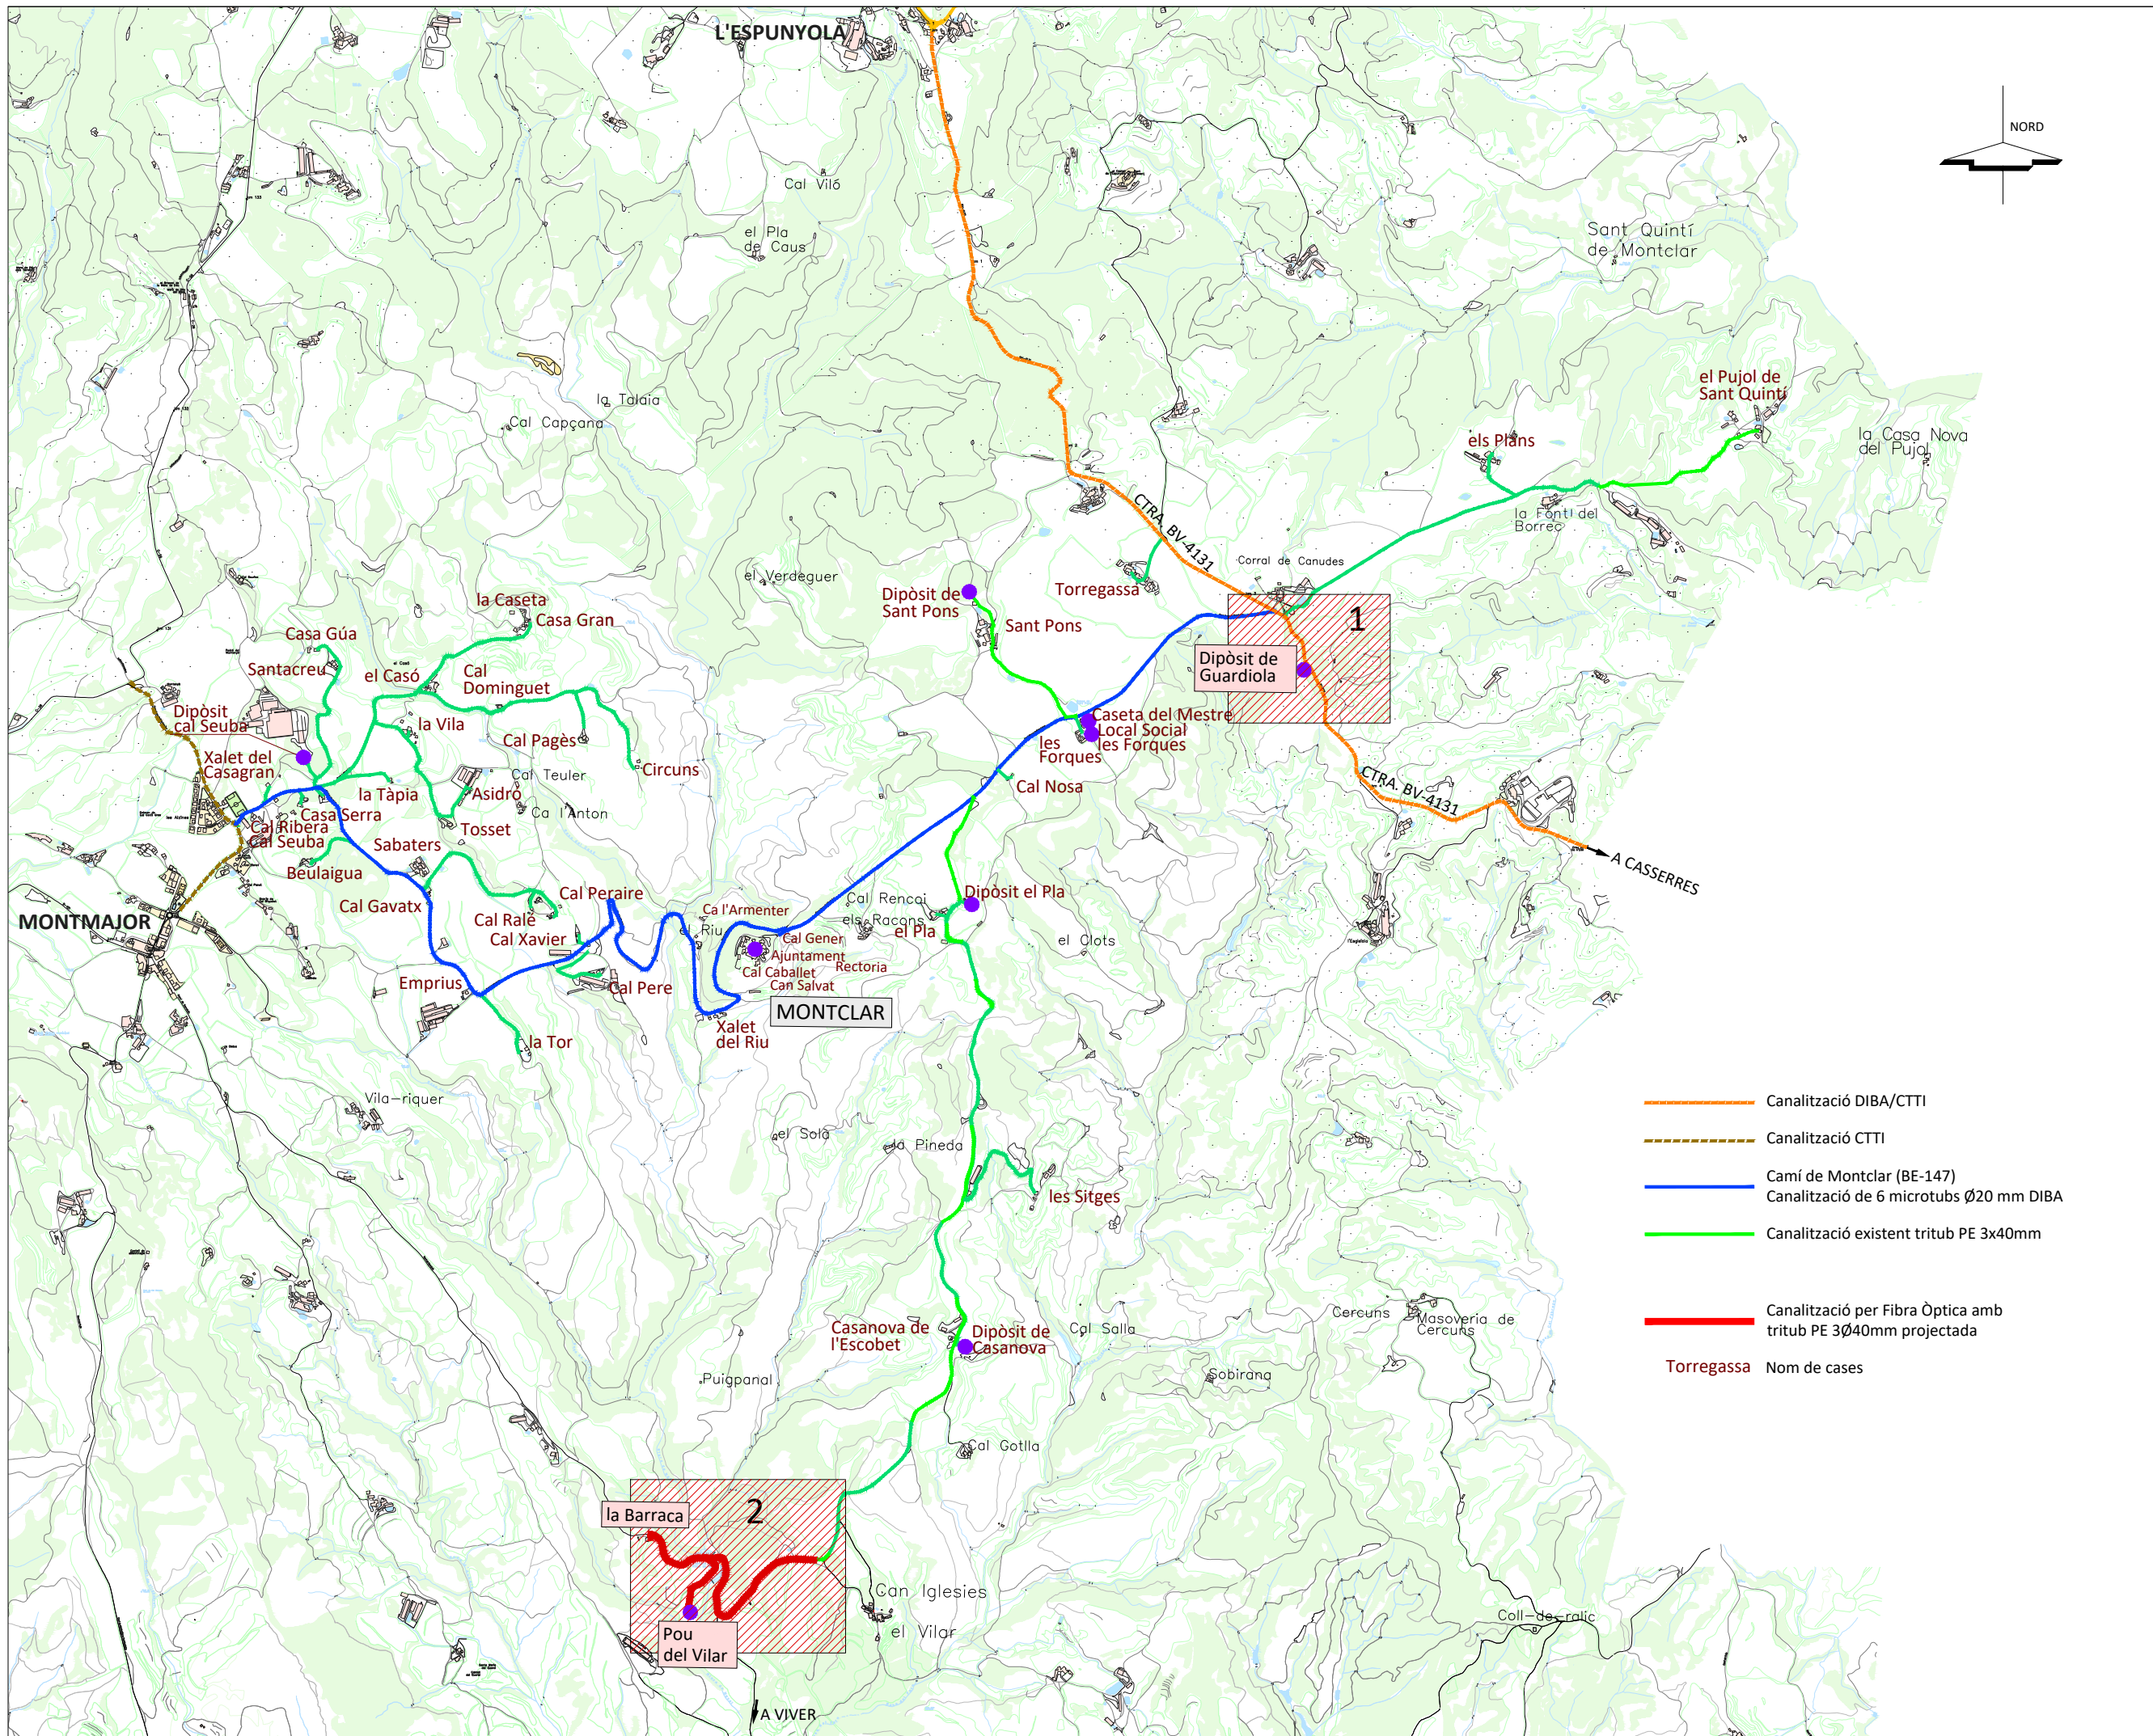 L'ESPUNYOLA
NORD
Cal Viló
el Pla
de Caus
Sant Quintí
de Montclar
la Talaia
Cal Capçana
el Pujol de
Sant Quintí
la Casa Nova
del Pujol
els Plans
la Font del
Borrec
CTRA. BV-4131
Corral de Canudes
Torregassa
el Verdeguer
Dipòsit de
Sant Pons
Sant Pons
1
Dipòsit de
Guardiola
la Caseta
Casa Gran
Casa Gúa
Santacreu
el Casó
Cal
Dominguet
Dipòsit
cal Seuba
la Vila
Cal Pagès
Circuns
Xalet del
Casagran
la Tàpia
Cal Teuler
Asidró
Ca l'Anton
Casa Serra
Cal Ribera
Cal Seuba
Tosset
Sabaters
Beulaigua
Caseta del Mestre
Local Social
les Forques
les
Forques
Cal Nosa
CTRA. BV-4131
A CASSERRES
MONTMAJOR
Cal Gavatx
Cal Peraire
Cal Ralè
Cal Xavier
Ca l'Armenter
el Riu
Cal Rencai
els Racons
el Pla
Dipòsit el Pla
el Clots
Cal Gener
Ajuntament
Rectoria
Cal Caballet
Can Salvat
Emprius
Cal Pere
MONTCLAR
Xalet
del Riu
la Tor
Vila-riquer
el Solà
la Pineda
les Sitges
Canalització DIBA/CTTI
Canalització CTTI
Camí de Montclar (BE-147)
Canalització de 6 microtubs Ø20 mm DIBA
Canalització existent tritub PE 3x40mm
Canalització per Fibra Òptica amb
tritub PE 3Ø40mm projectada
Torregassa Nom de cases
Casanova de
l'Escobet
Dipòsit de
Casanova
Cal Salla
Cercuns
Masoveria de
Cercuns
Puigpanal
Sobirana
Cal Gotlla
la Barraca
2
Pou
del Vilar
Can Iglesies
el Vilar
Coll-de-ralic
A VIVER